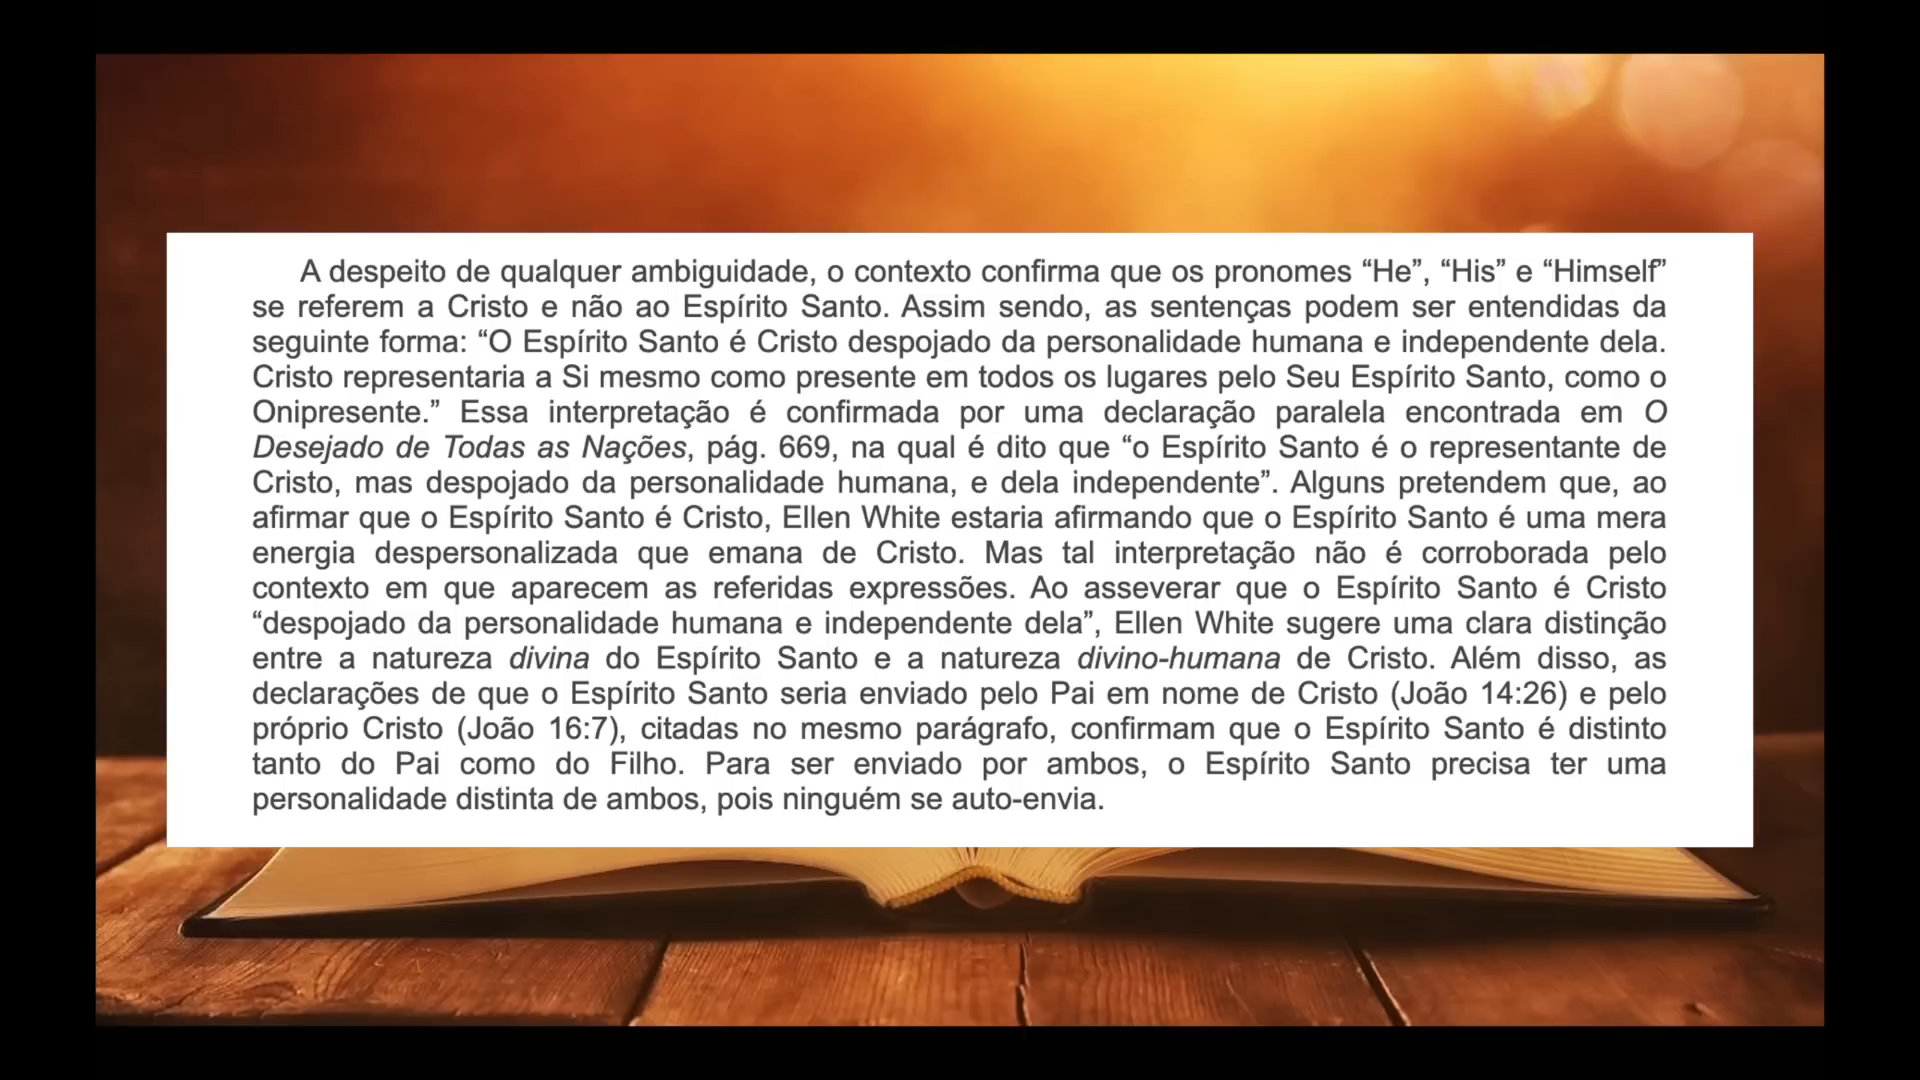 A despeito de qualquer ambiguidade, o contexto confirma que os pronomes “He”, “His” e “Himself”
se referem a Cristo e não ao Espírito Santo. Assim sendo, as sentenças podem ser entendidas da
seguinte forma: “O Espírito Santo é Cristo despojado da personalidade humana e independente dela.
Cristo representaria a Si mesmo como presente em todos os lugares pelo Seu Espírito Santo, como o
Onipresente.” Essa interpretação é confirmada por uma declaração paralela encontrada em O
Desejado de Todas as Nações, pág. 669, na qual é dito que “o Espírito Santo é o representante de
Cristo, mas despojado da personalidade humana, e dela independente”. Alguns pretendem que, ao
afirmar que o Espírito Santo é Cristo, Ellen White estaria afirmando que o Espírito Santo é uma mera
energia despersonalizada que emana de Cristo. Mas tal interpretação não é corroborada pelo
contexto em que aparecem as referidas expressões. Ao asseverar que o Espírito Santo é Cristo
“despojado da personalidade humana e independente dela”, Ellen White sugere uma clara distinção
entre a natureza divina do Espírito Santo e a natureza divino-humana de Cristo. Além disso, as
declarações de que o Espírito Santo seria enviado pelo Pai em nome de Cristo (João 14:26) e pelo
próprio Cristo (João 16:7), citadas no mesmo parágrafo, confirmam que o Espírito Santo é distinto
tanto do Pai como do Filho. Para ser enviado por ambos, o Espírito Santo precisa ter uma
personalidade distinta de ambos, pois ninguém se auto-envia.